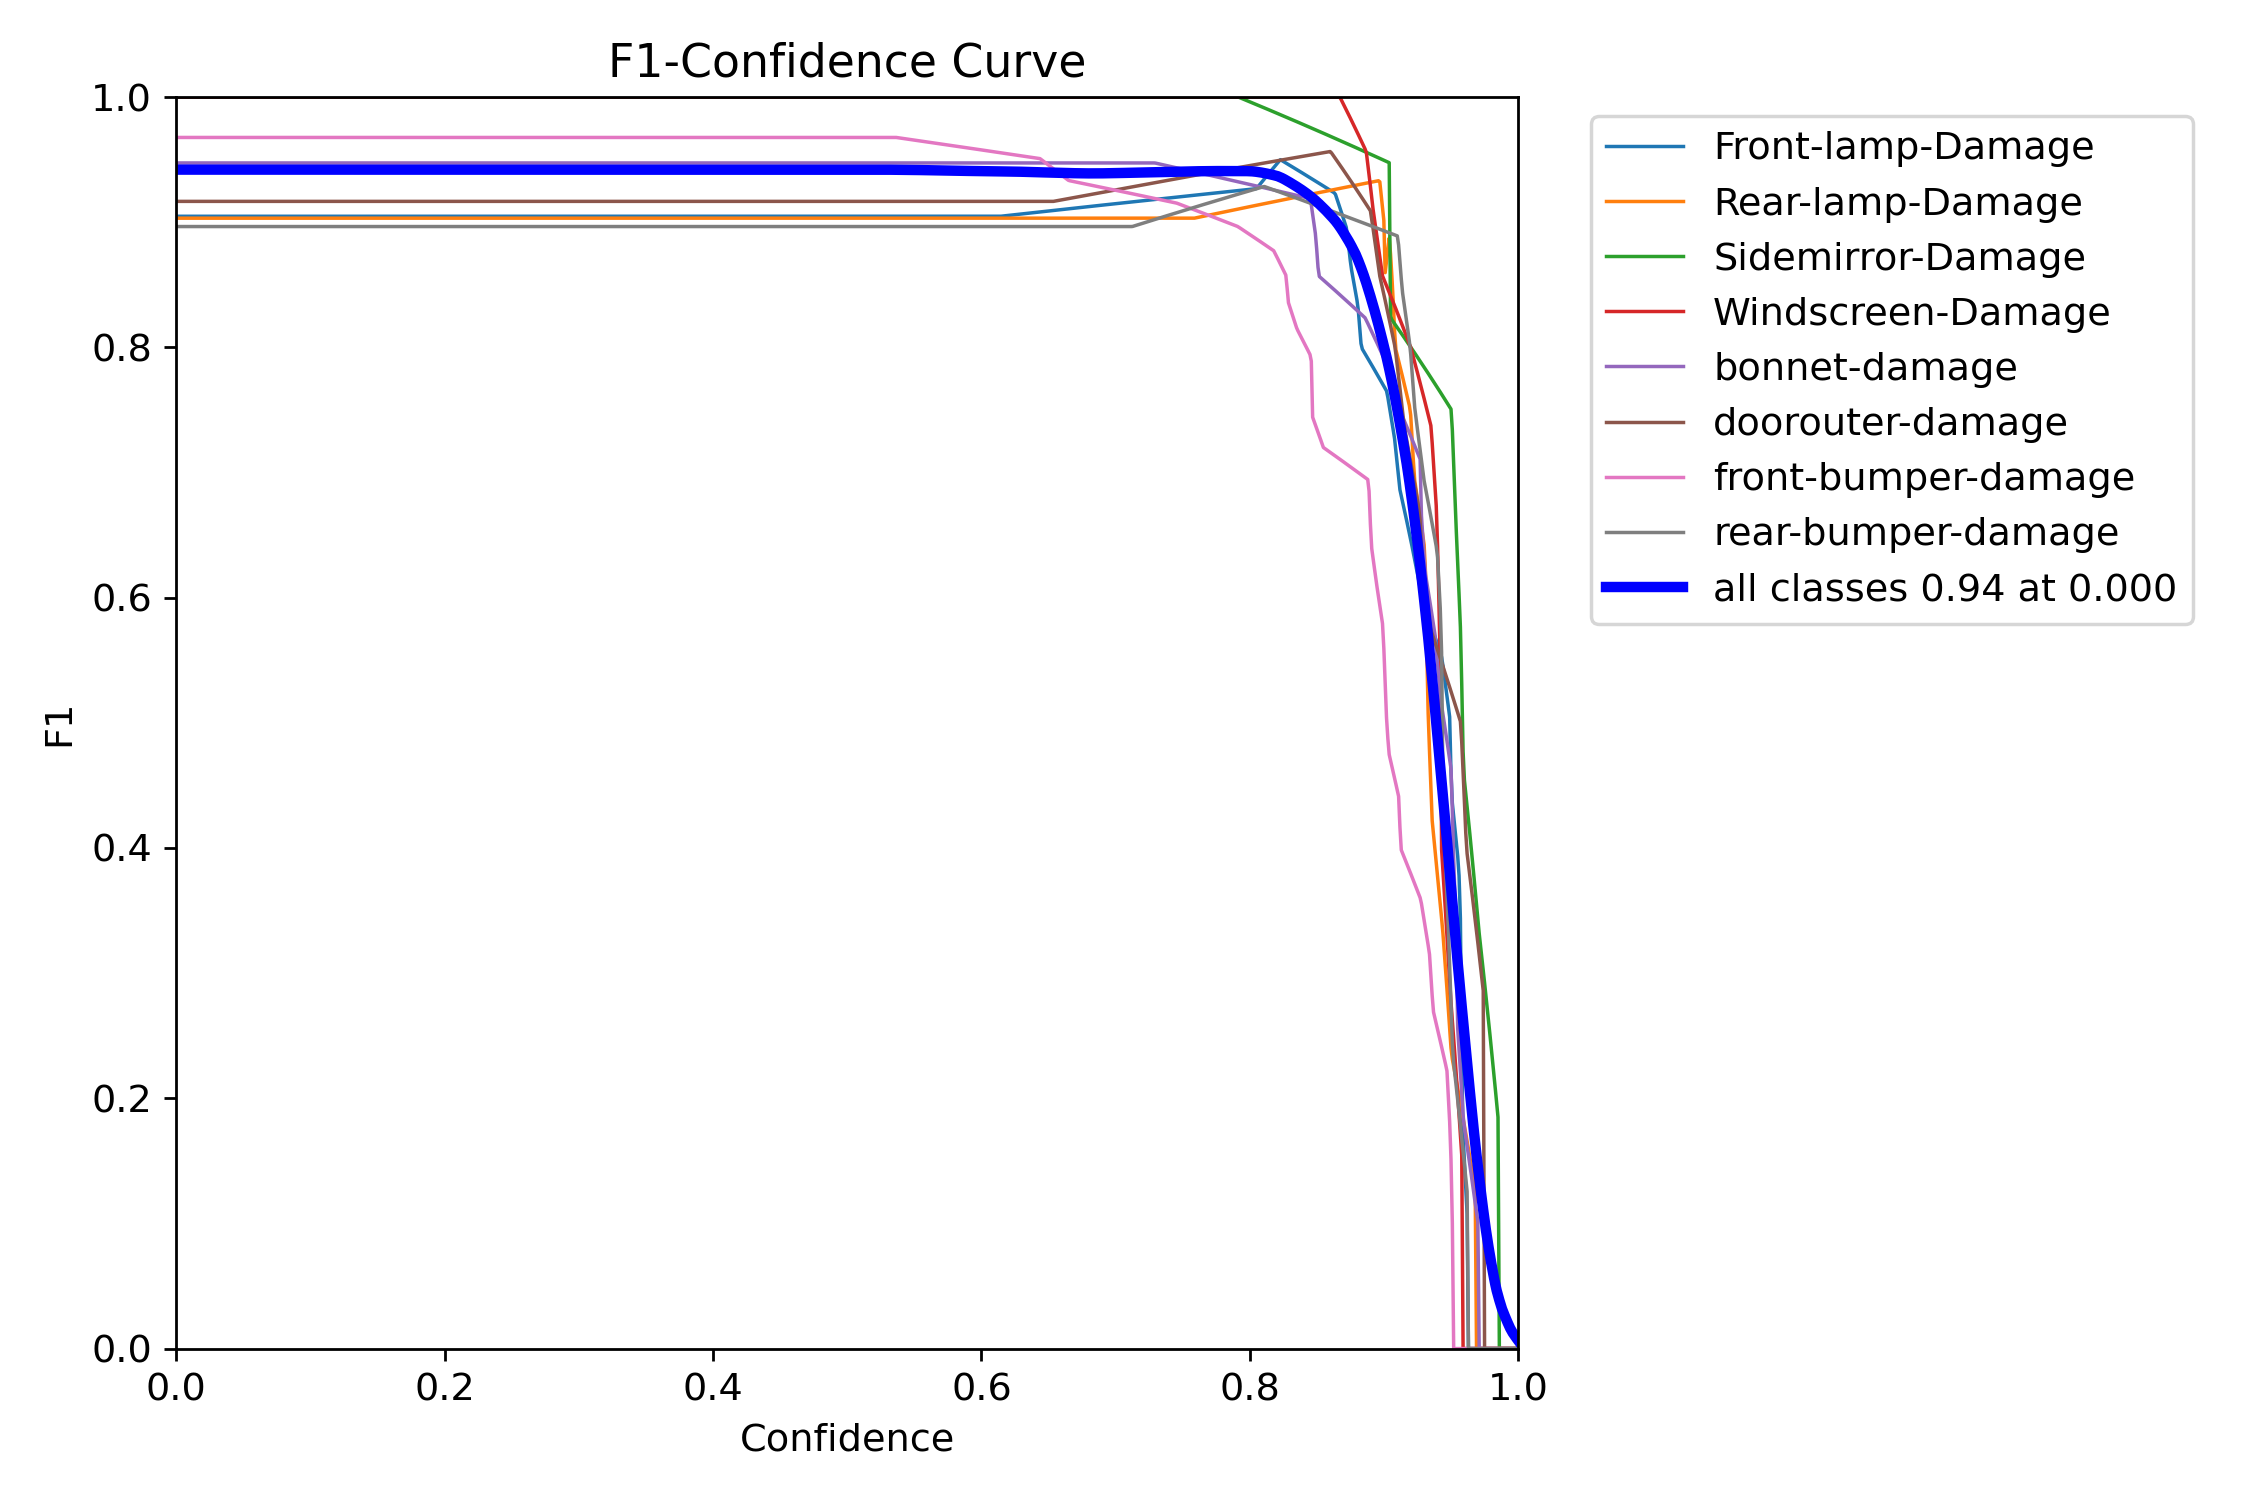 F1-Confidence Curve
1.0
0.8
0.6
0.4
0.2
0.0
F1
0.0 0.2 0.4 0.6 0.8 1.0
Confidence
Front-lamp-Damage
Rear-lamp-Damage
Sidemirror-Damage
Windscreen-Damage
bonnet-damage
doorouter-damage
front-bumper-damage
rear-bumper-damage
all classes 0.94 at 0.000